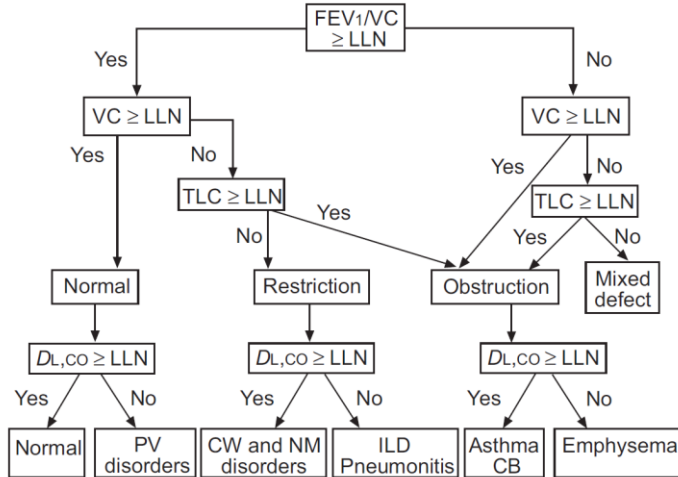 FEV1/VC
≥ LLN
Yes
No
VC ≥ LLN
VC ≥ LLN
Yes
No
Yes
No
TLC ≥ LLN
TLC ≥ LLN
No
Yes
Yes
No
Normal
Restriction
Obstruction
Mixed
defect
DL,CO ≥ LLN
DL,CO ≥ LLN
DL,CO ≥ LLN
Yes
No
Yes
No
Yes
No
Normal
PV
disorders
CW and NM
disorders
ILD
Pneumonitis
Asthma
CB
Emphysema